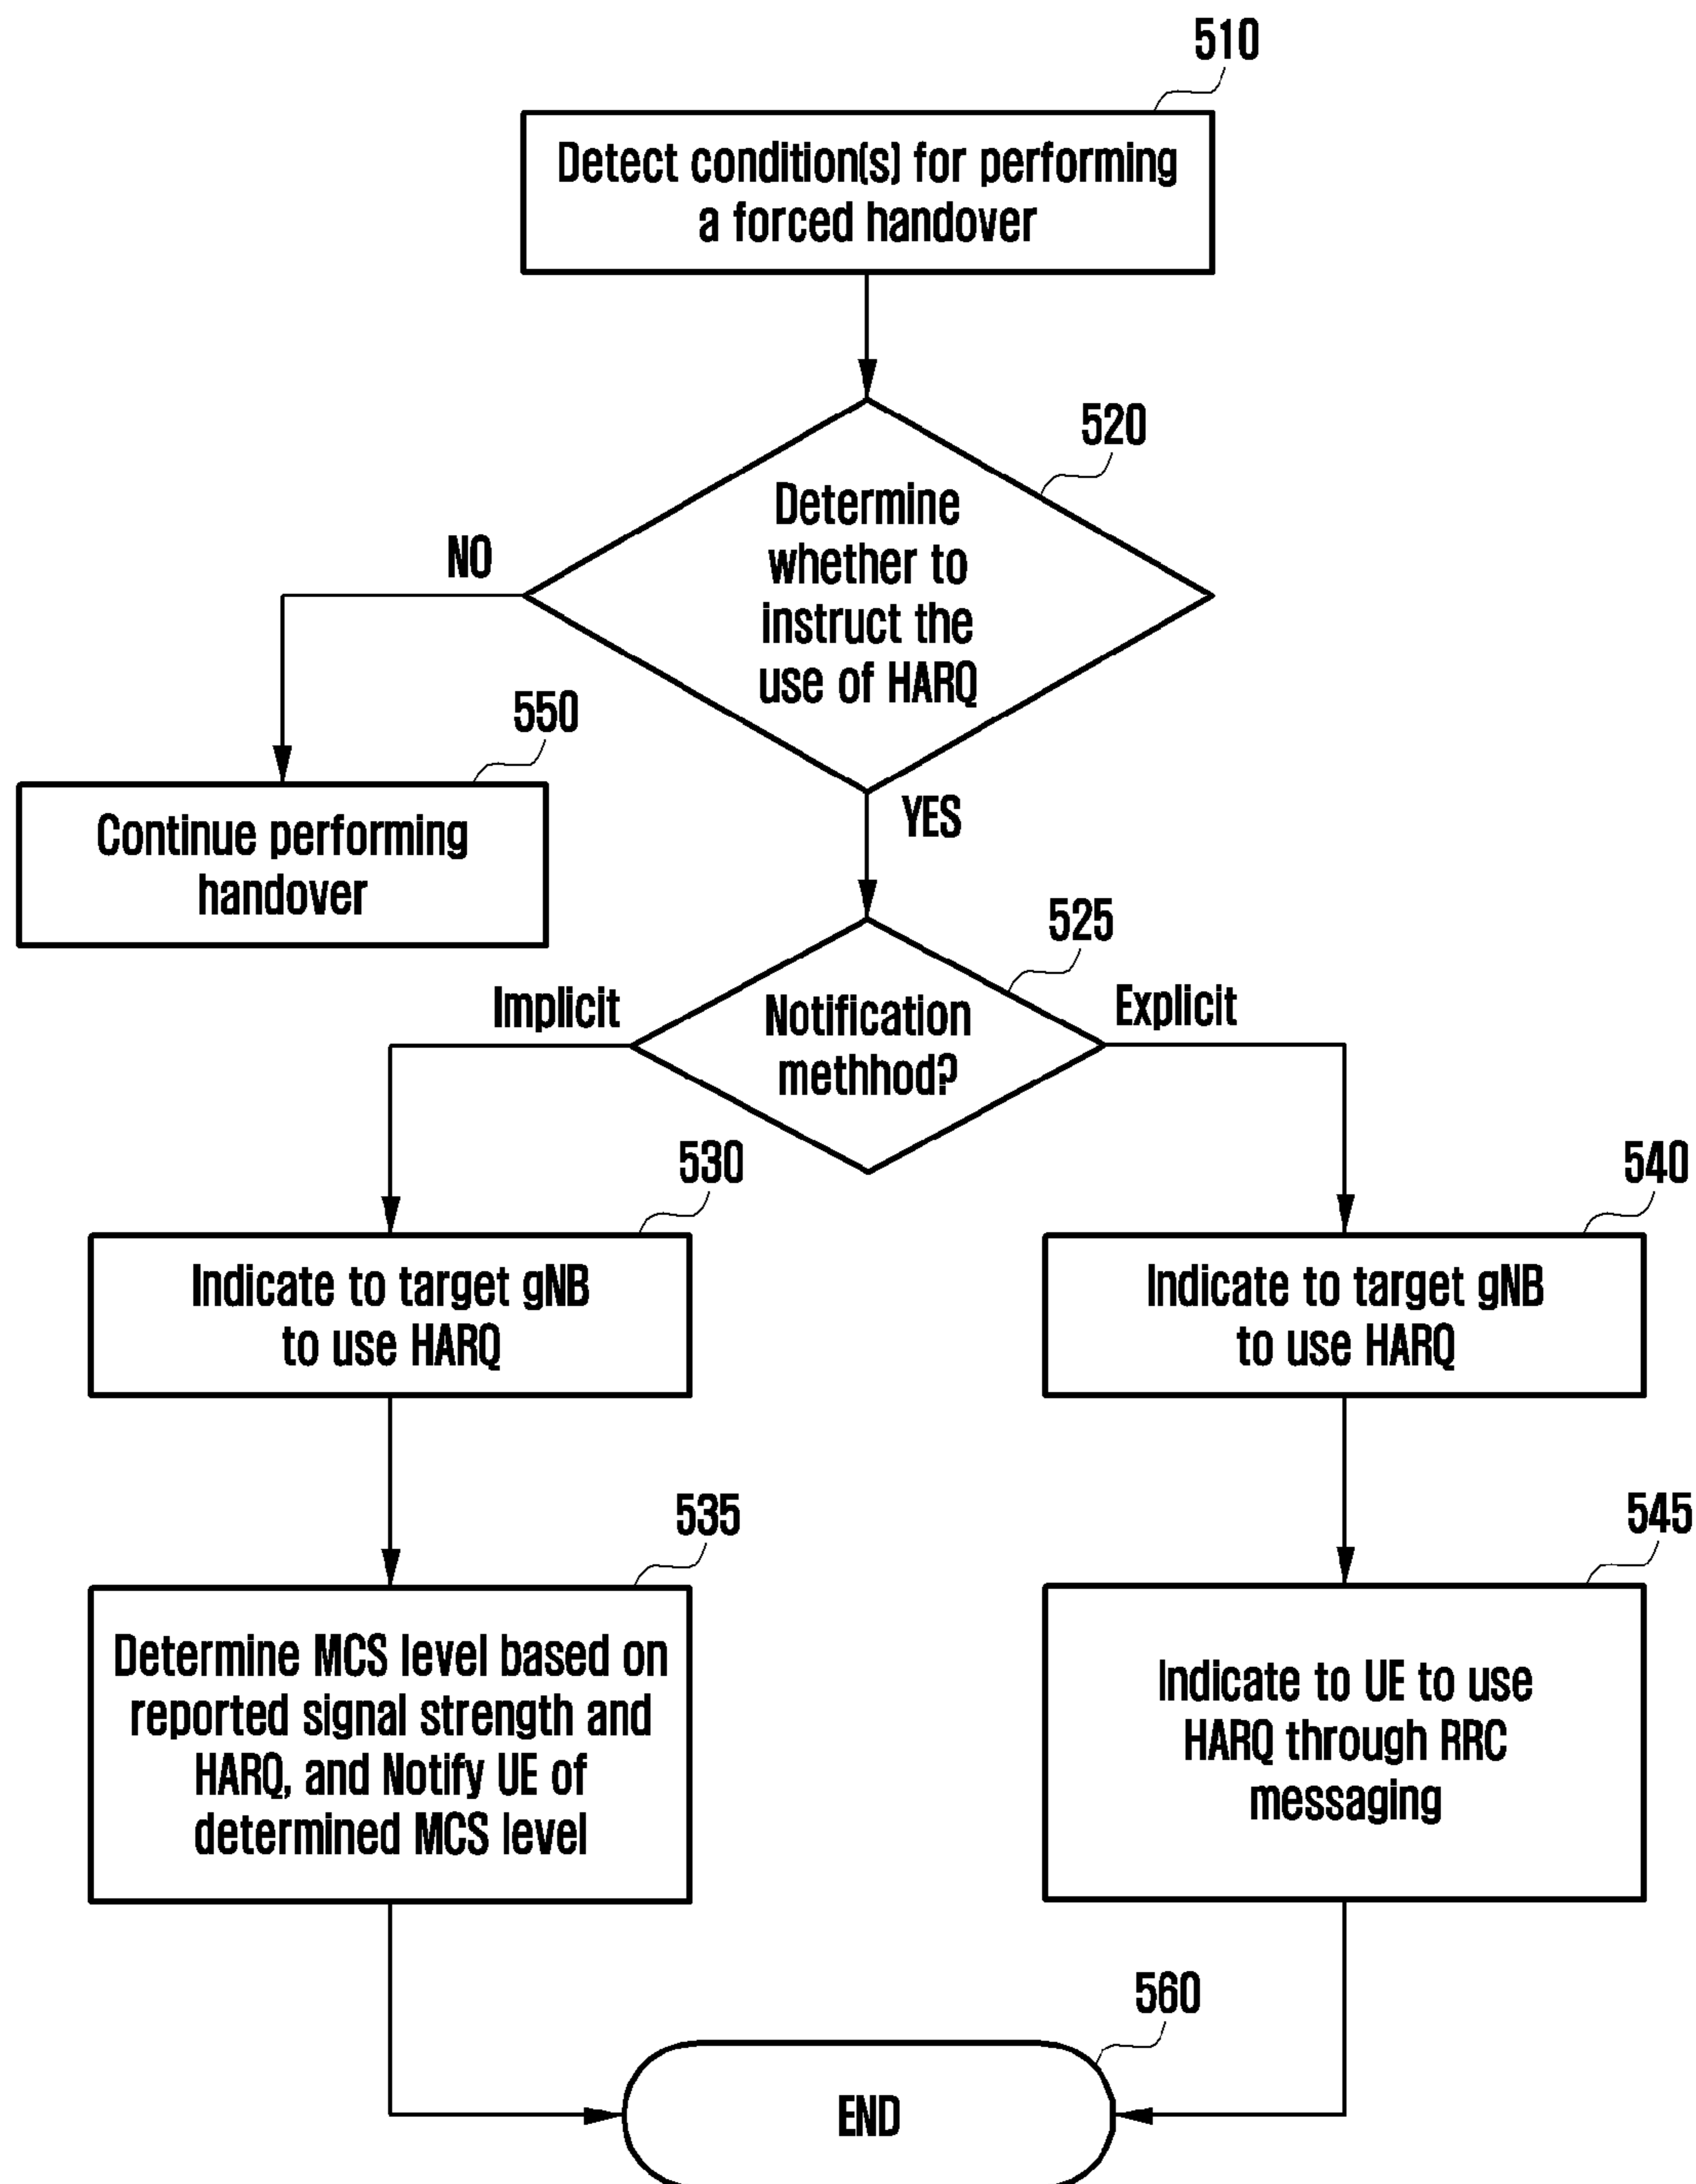 510
Detect condition(s) for performing
a forced handover
520
Determine
whether to
instruct the
use of HARQ
NO
YES
550
Continue performing
handover
525
Notification
methhod?
Implicit
Explicit
530
Indicate to target gNB
to use HARQ
540
Indicate to target gNB
to use HARQ
535
Determine MCS level based on
reported signal strength and
HARQ, and Notify UE of
determined MCS level
545
Indicate to UE to use
HARQ through RRC
messaging
560
END